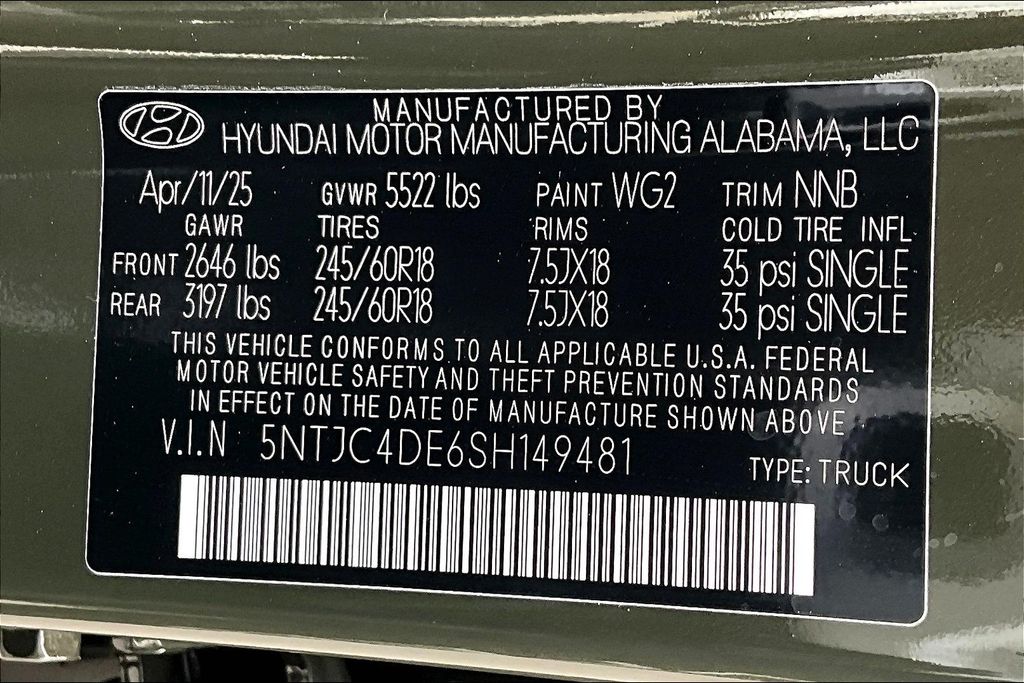 MANUFACTURED BY
HYUNDAI MOTOR MANUFACTURING ALABAMA, LLC
Apr/11/25 GVWR 5522 lbs PAINT WG2 TRIM NNB
GAWR TIRES RIMS COLD TIRE INFL
FRONT 2646 lbs 245/60R18 7.5JX18 35 psi SINGLE
REAR 3197 lbs 245/60R18 7.5JX18 35 psi SINGLE
THIS VEHICLE CONFORMS TO ALL APPLICABLE U.S.A. FEDERAL
MOTOR VEHICLE SAFETY AND THEFT PREVENTION STANDARDS
IN EFFECT ON THE DATE OF MANUFACTURE SHOWN ABOVE
V.I.N 5NTJC4DE6SH149481
TYPE: TRUCK